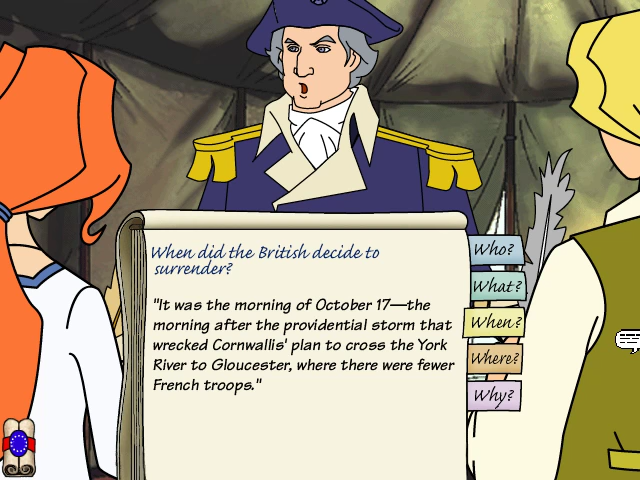 When did the British decide to
surrender?
"It was the morning of October 17—the
morning after the providential storm that
wrecked Cornwallis' plan to cross the York
River to Gloucester, where there were fewer
French troops."
Who?
What?
When?
Where?
Why?